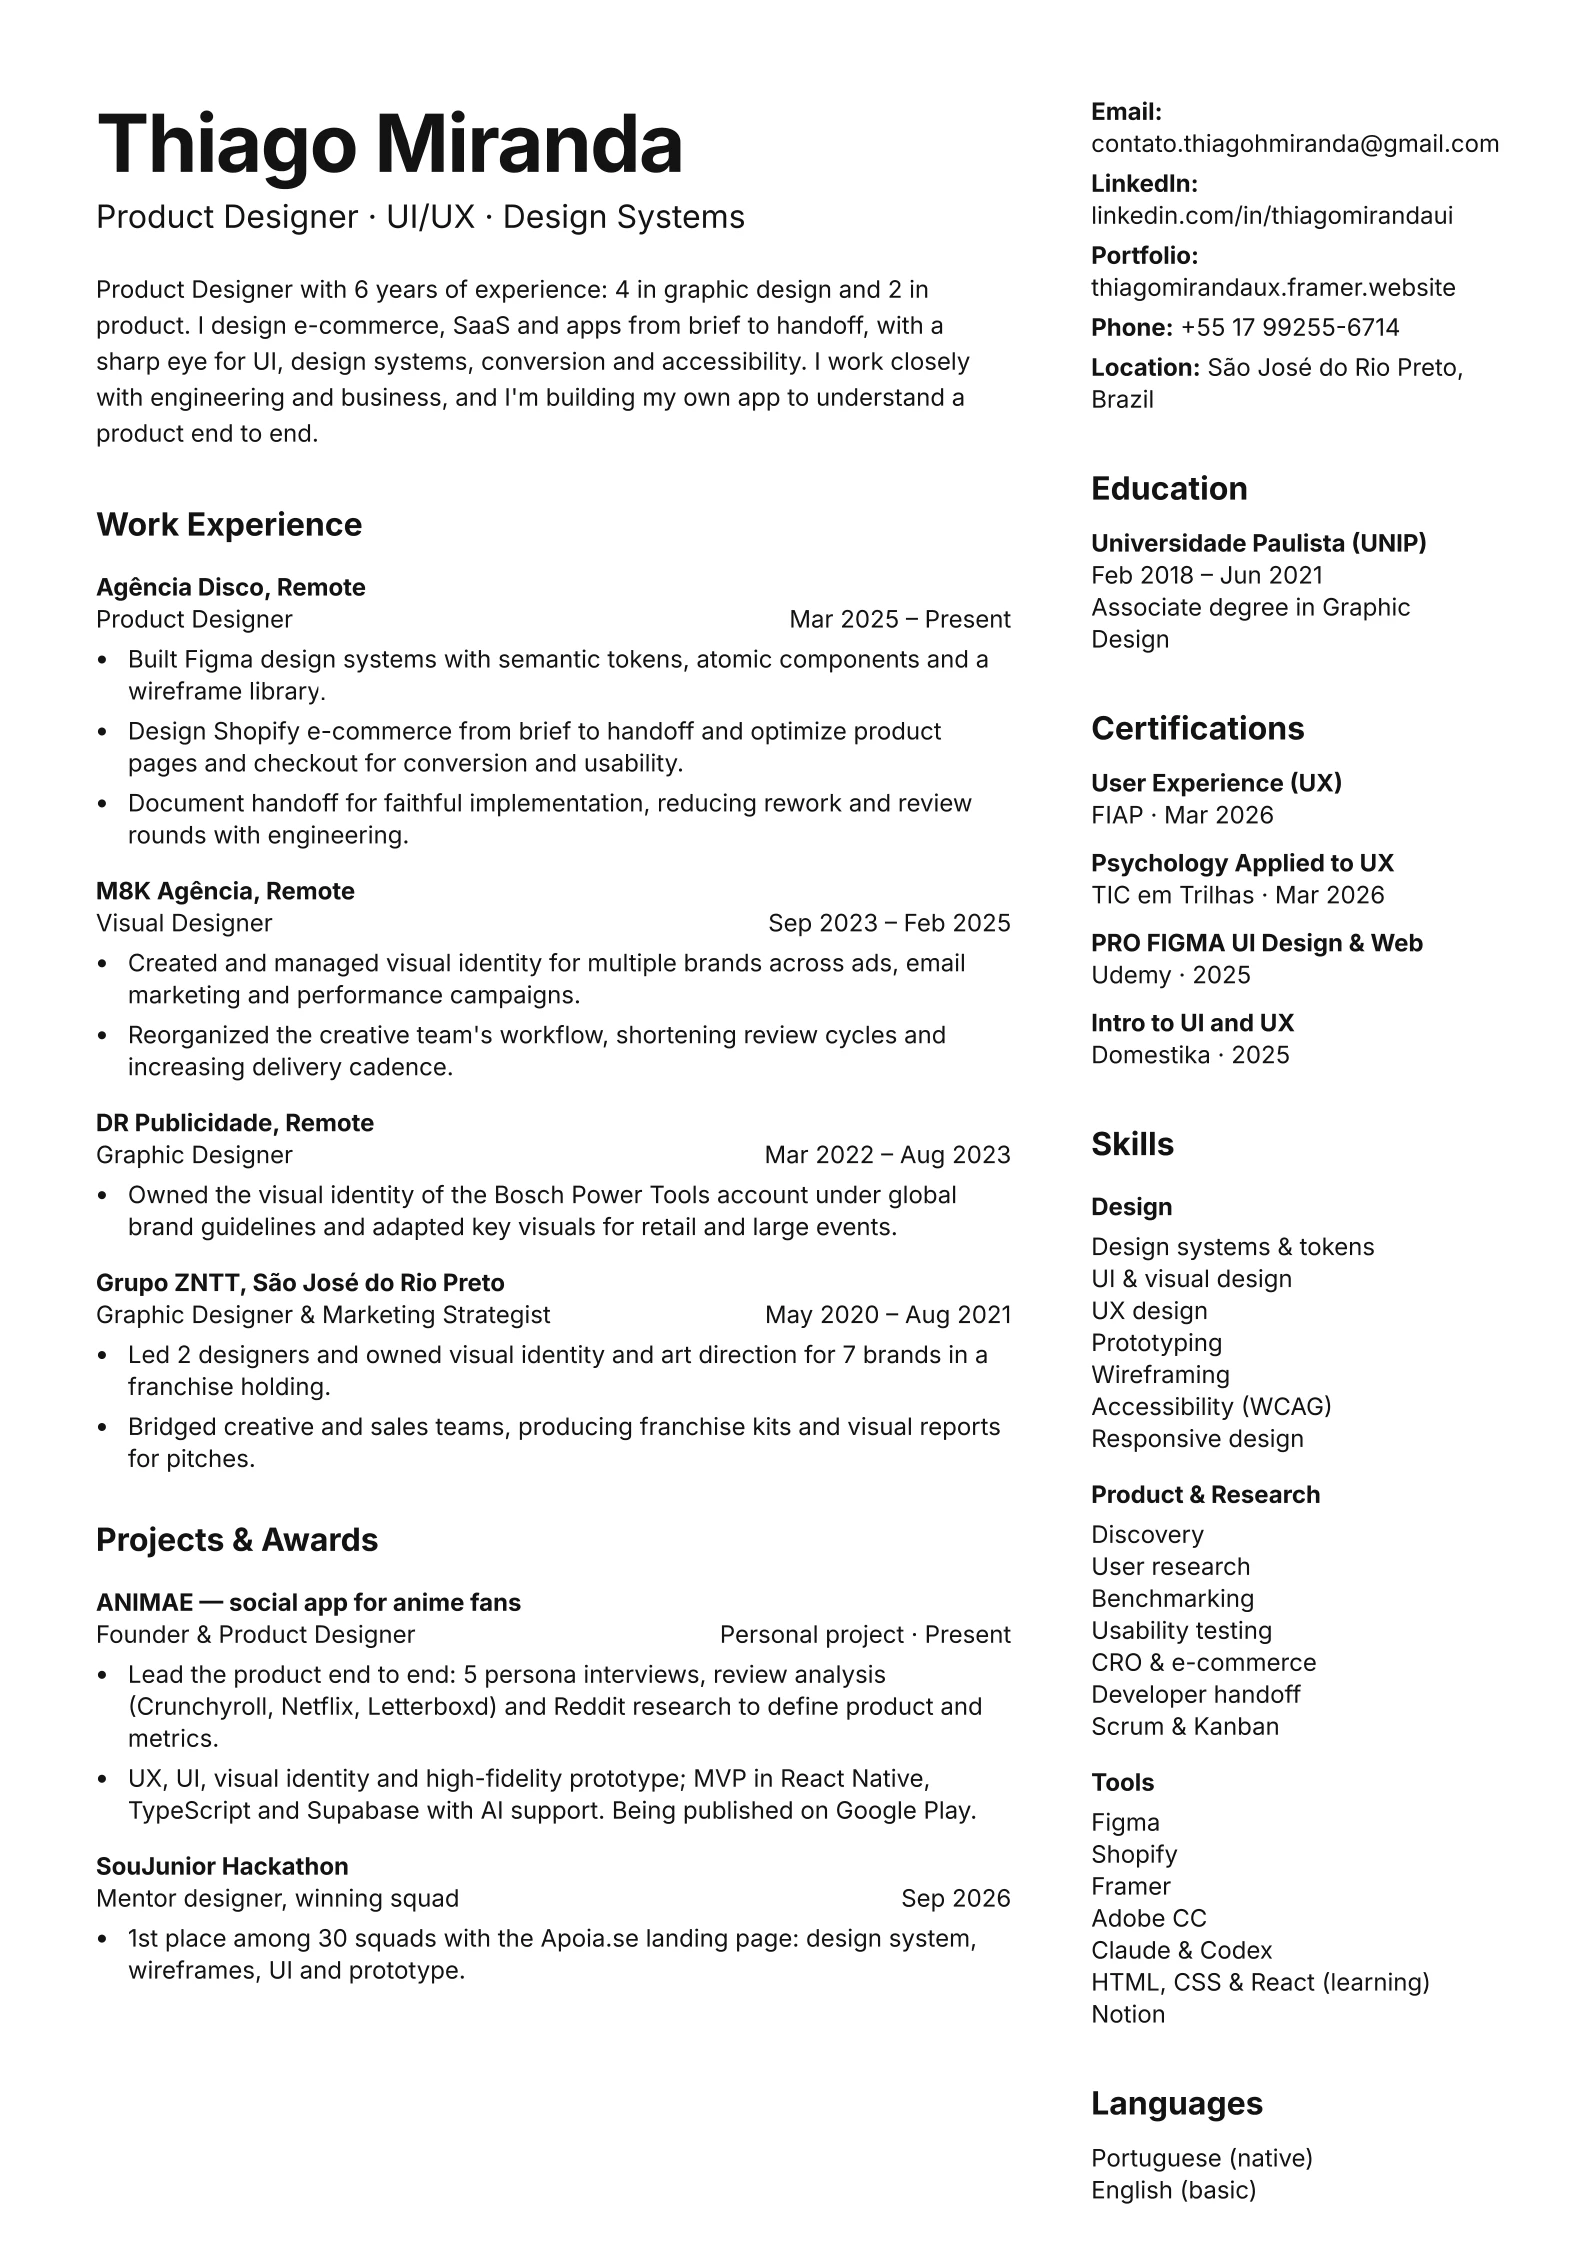 Thiago Miranda
Product Designer · UI/UX · Design Systems
Product Designer with 6 years of experience: 4 in graphic design and 2 in
product. I design e-commerce, SaaS and apps from brief to handoff, with a
sharp eye for UI, design systems, conversion and accessibility. I work closely
with engineering and business, and I'm building my own app to understand a
product end to end.
Work Experience
Agência Disco, Remote
Product Designer Mar 2025 – Present
• Built Figma design systems with semantic tokens, atomic components and a
wireframe library.
• Design Shopify e-commerce from brief to handoff and optimize product
pages and checkout for conversion and usability.
• Document handoff for faithful implementation, reducing rework and review
rounds with engineering.
M8K Agência, Remote
Visual Designer Sep 2023 – Feb 2025
• Created and managed visual identity for multiple brands across ads, email
marketing and performance campaigns.
• Reorganized the creative team's workflow, shortening review cycles and
increasing delivery cadence.
DR Publicidade, Remote
Graphic Designer Mar 2022 – Aug 2023
• Owned the visual identity of the Bosch Power Tools account under global
brand guidelines and adapted key visuals for retail and large events.
Grupo ZNTT, São José do Rio Preto
Graphic Designer & Marketing Strategist May 2020 – Aug 2021
• Led 2 designers and owned visual identity and art direction for 7 brands in a
franchise holding.
• Bridged creative and sales teams, producing franchise kits and visual reports
for pitches.
Projects & Awards
ANIMAE — social app for anime fans
Founder & Product Designer Personal project · Present
• Lead the product end to end: 5 persona interviews, review analysis
(Crunchyroll, Netflix, Letterboxd) and Reddit research to define product and
metrics.
• UX, UI, visual identity and high-fidelity prototype; MVP in React Native,
TypeScript and Supabase with AI support. Being published on Google Play.
SouJunior Hackathon
Mentor designer, winning squad Sep 2026
• 1st place among 30 squads with the Apoia.se landing page: design system,
wireframes, UI and prototype.
Email:
contato.thiagohmiranda@gmail.com
LinkedIn:
linkedin.com/in/thiagomirandaui
Portfolio:
thiagomirandaux.framer.website
Phone: +55 17 99255-6714
Location: São José do Rio Preto,
Brazil
Education
Universidade Paulista (UNIP)
Feb 2018 – Jun 2021
Associate degree in Graphic
Design
Certifications
User Experience (UX)
FIAP · Mar 2026
Psychology Applied to UX
TIC em Trilhas · Mar 2026
PRO FIGMA UI Design & Web
Udemy · 2025
Intro to UI and UX
Domestika · 2025
Skills
Design
Design systems & tokens
UI & visual design
UX design
Prototyping
Wireframing
Accessibility (WCAG)
Responsive design
Product & Research
Discovery
User research
Benchmarking
Usability testing
CRO & e-commerce
Developer handoff
Scrum & Kanban
Tools
Figma
Shopify
Framer
Adobe CC
Claude & Codex
HTML, CSS & React (learning)
Notion
Languages
Portuguese (native)
English (basic)